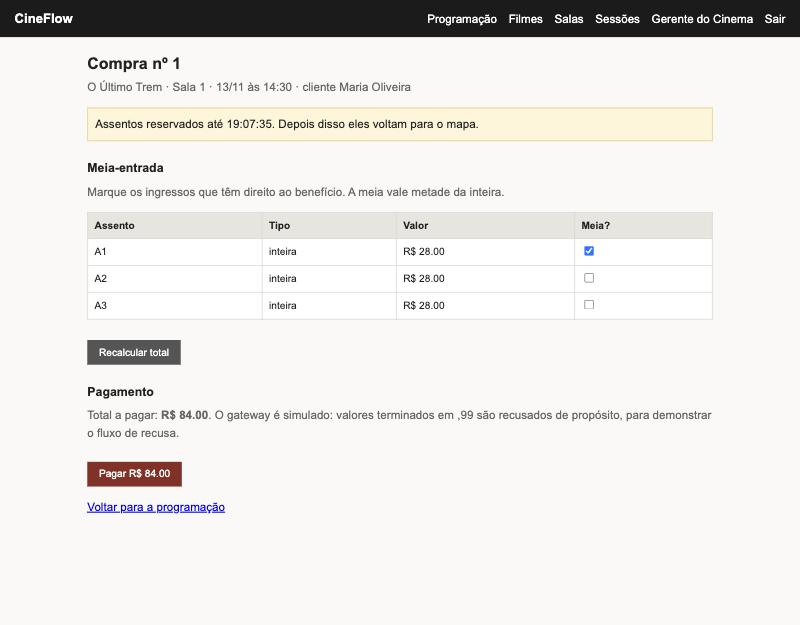 CineFlow
Programação Filmes Salas Sessões Gerente do Cinema Sair
Compra nº 1
O Último Trem · Sala 1 · 13/11 às 14:30 · cliente Maria Oliveira
Assentos reservados até 19:07:35. Depois disso eles voltam para o mapa.
Meia-entrada
Marque os ingressos que têm direito ao benefício. A meia vale metade da inteira.
Assento Tipo Valor Meia?
A1 inteira R$ 28.00
A2 inteira R$ 28.00
A3 inteira R$ 28.00
Recalcular total
Pagamento
Total a pagar: R$ 84.00. O gateway é simulado: valores terminados em ,99 são recusados de propósito, para demonstrar
o fluxo de recusa.
Pagar R$ 84.00
Voltar para a programação